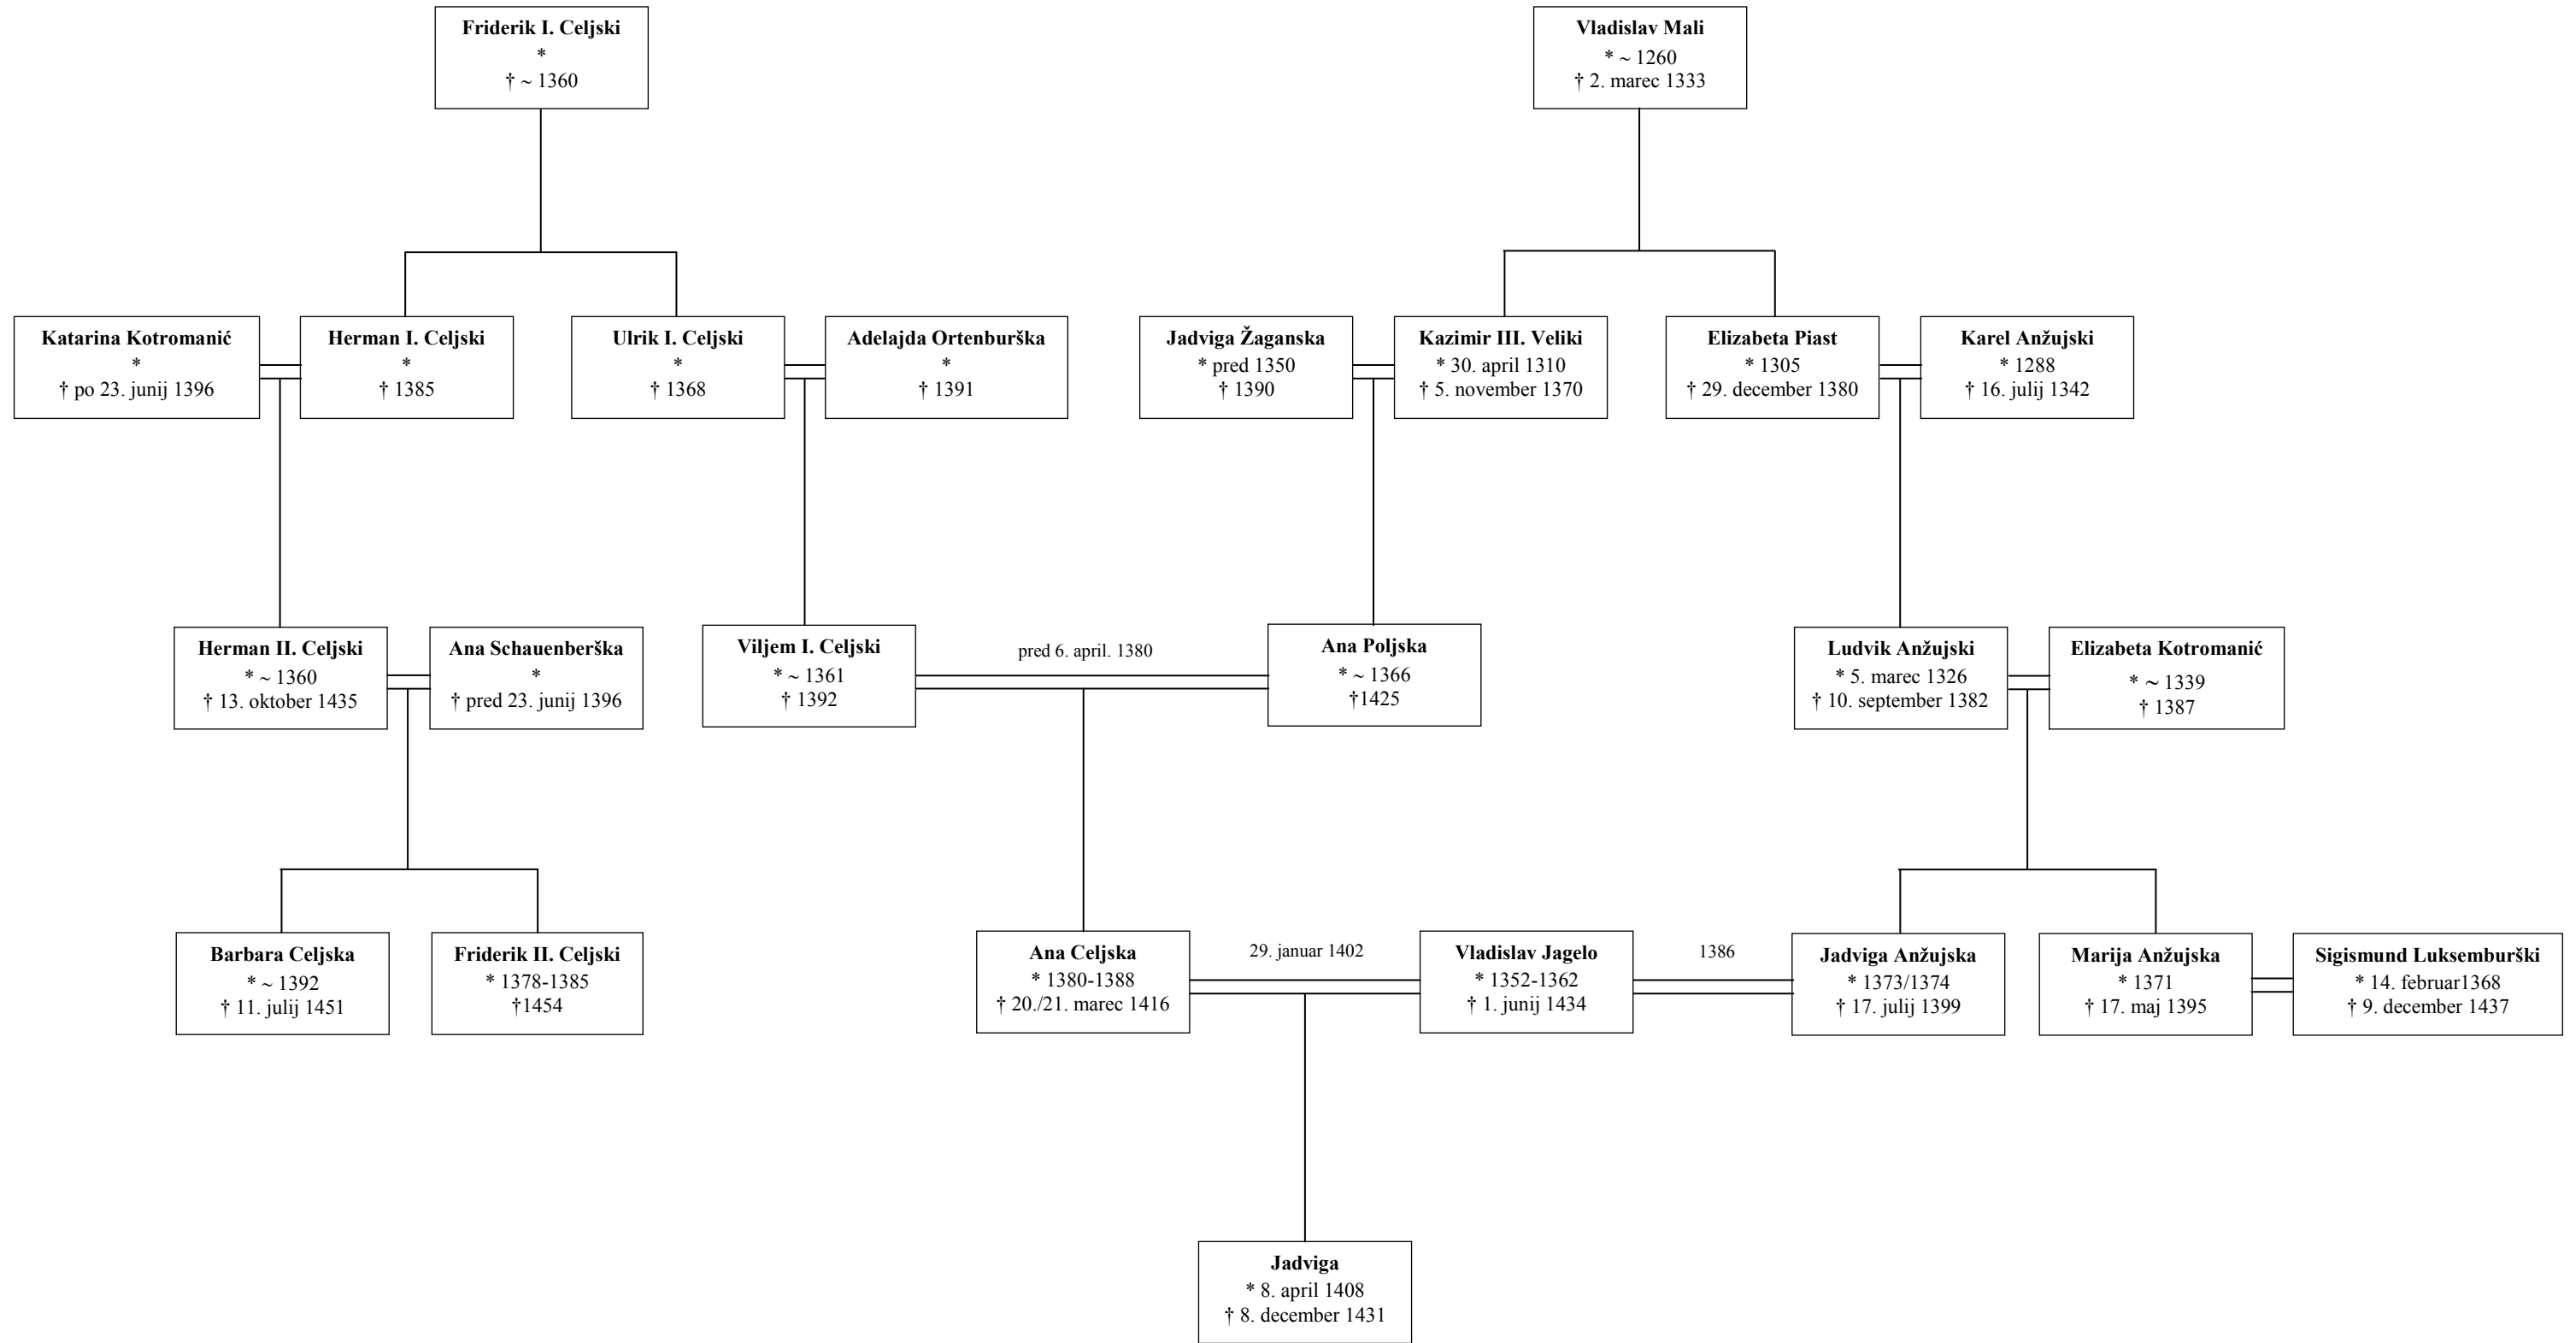 Friderik I. Celjski
*
† ~ 1360
Vladislav Mali
* ~ 1260
† 2. marec 1333
Katarina Kotromanić
*
† po 23. junij 1396
Herman I. Celjski
*
† 1385
Ulrik I. Celjski
*
† 1368
Adelajda Ortenburška
*
† 1391
Jadviga Žaganska
* pred 1350
† 1390
Kazimir III. Veliki
* 30. april 1310
† 5. november 1370
Elizabeta Piast
* 1305
† 29. december 1380
Karel Anžujski
* 1288
† 16. julij 1342
Herman II. Celjski
* ~ 1360
† 13. oktober 1435
Ana Schauenberška
*
† pred 23. junij 1396
Viljem I. Celjski
* ~ 1361
† 1392
pred 6. april. 1380
Ana Poljska
* ~ 1366
†1425
Ludvik Anžujski
* 5. marec 1326
† 10. september 1382
Elizabeta Kotromanić
* ~ 1339
† 1387
Barbara Celjska
* ~ 1392
† 11. julij 1451
Friderik II. Celjski
* 1378-1385
†1454
Ana Celjska
* 1380-1388
† 20./21. marec 1416
29. januar 1402
Vladislav Jagelo
* 1352-1362
† 1. junij 1434
1386
Jadviga Anžujska
* 1373/1374
† 17. julij 1399
Marija Anžujska
* 1371
† 17. maj 1395
Sigismund Luksemburški
* 14. februar1368
† 9. december 1437
Jadviga
* 8. april 1408
† 8. december 1431